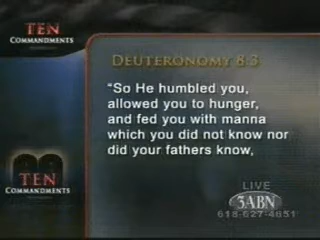 TEN
COMMANDMENTS
DEUTERONOMY 8:3
"So He humbled you,
allowed you to hunger,
and fed you with manna
which you did not know nor
did your fathers know,
TEN
COMMANDMENTS
LIVE
3ABN
618-627-4651